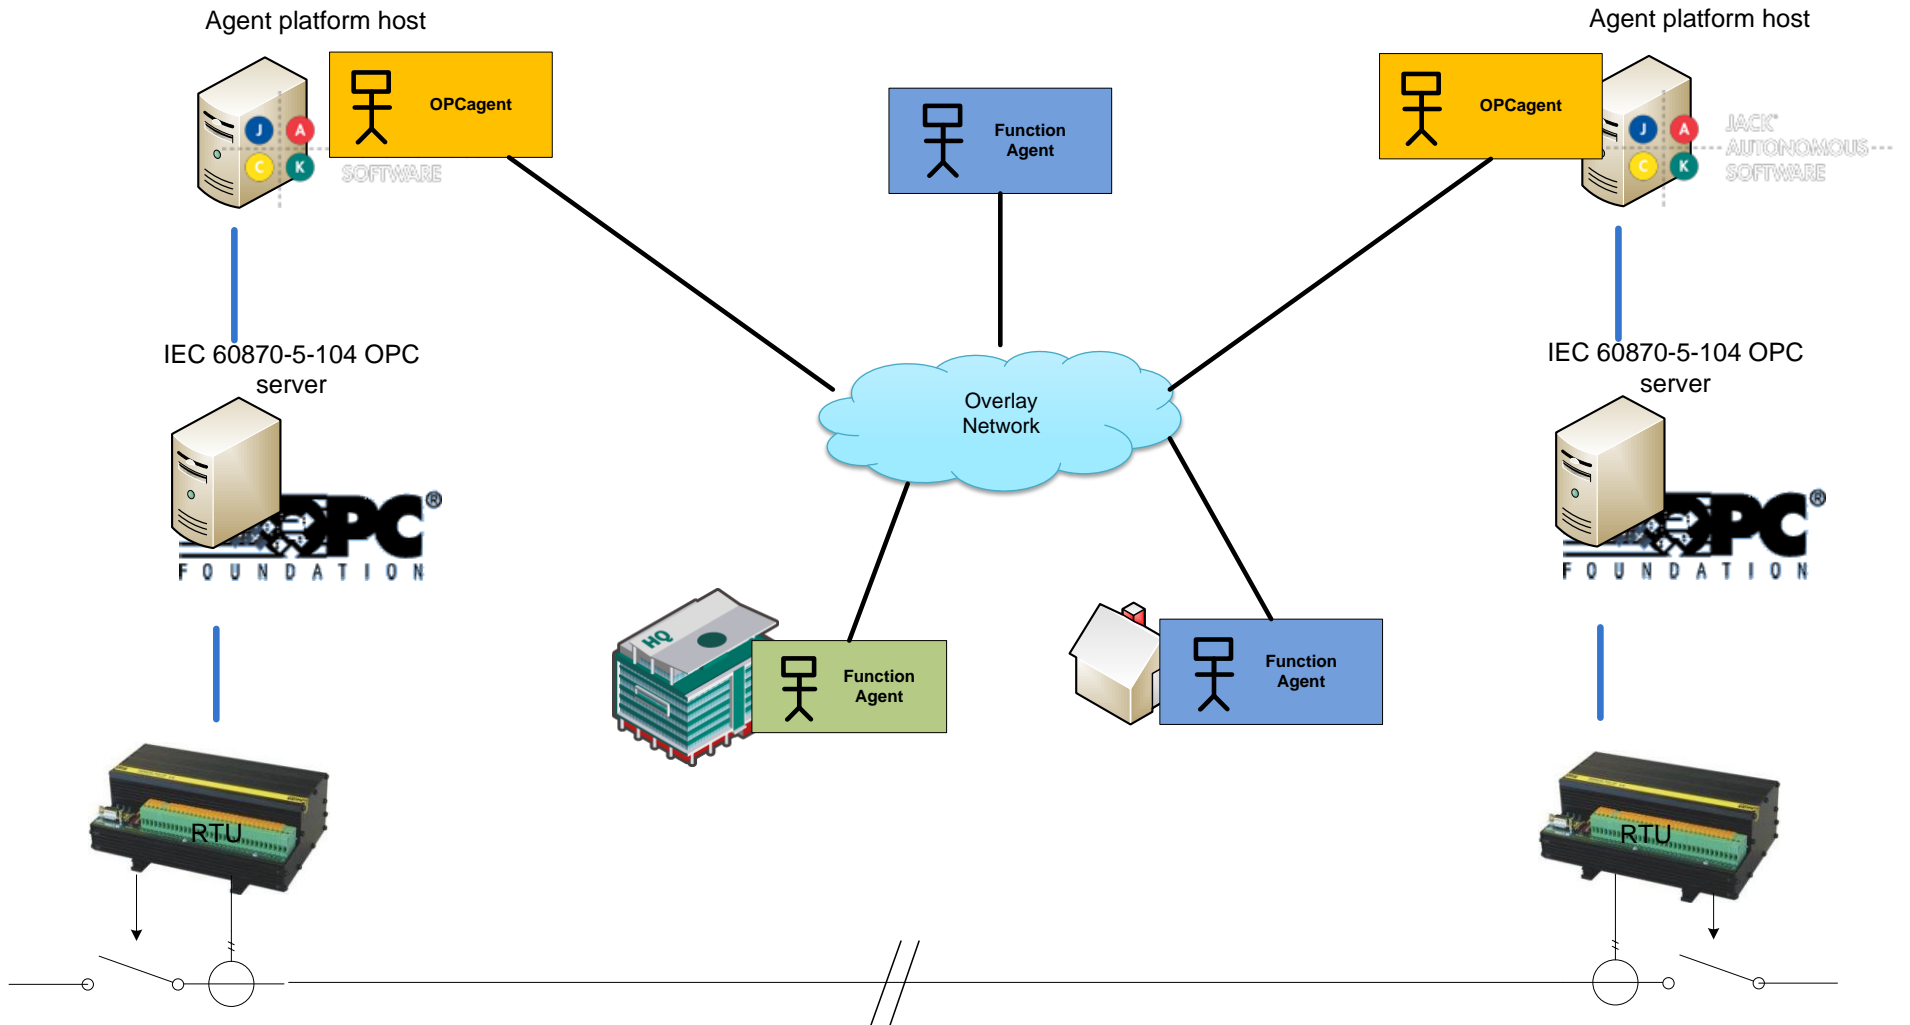 Agent platform host
Agent platform host
OPCagent
Function
Agent
OPCagent
J A
C K
SOFTWARE
J A
C K
JACK®
AUTONOMOUS
SOFTWARE
IEC 60870-5-104 OPC
server
IEC 60870-5-104 OPC
server
Overlay
Network
OPC®
FOUNDATION
OPC®
FOUNDATION
HQ
Function
Agent
Function
Agent
RTU
RTU